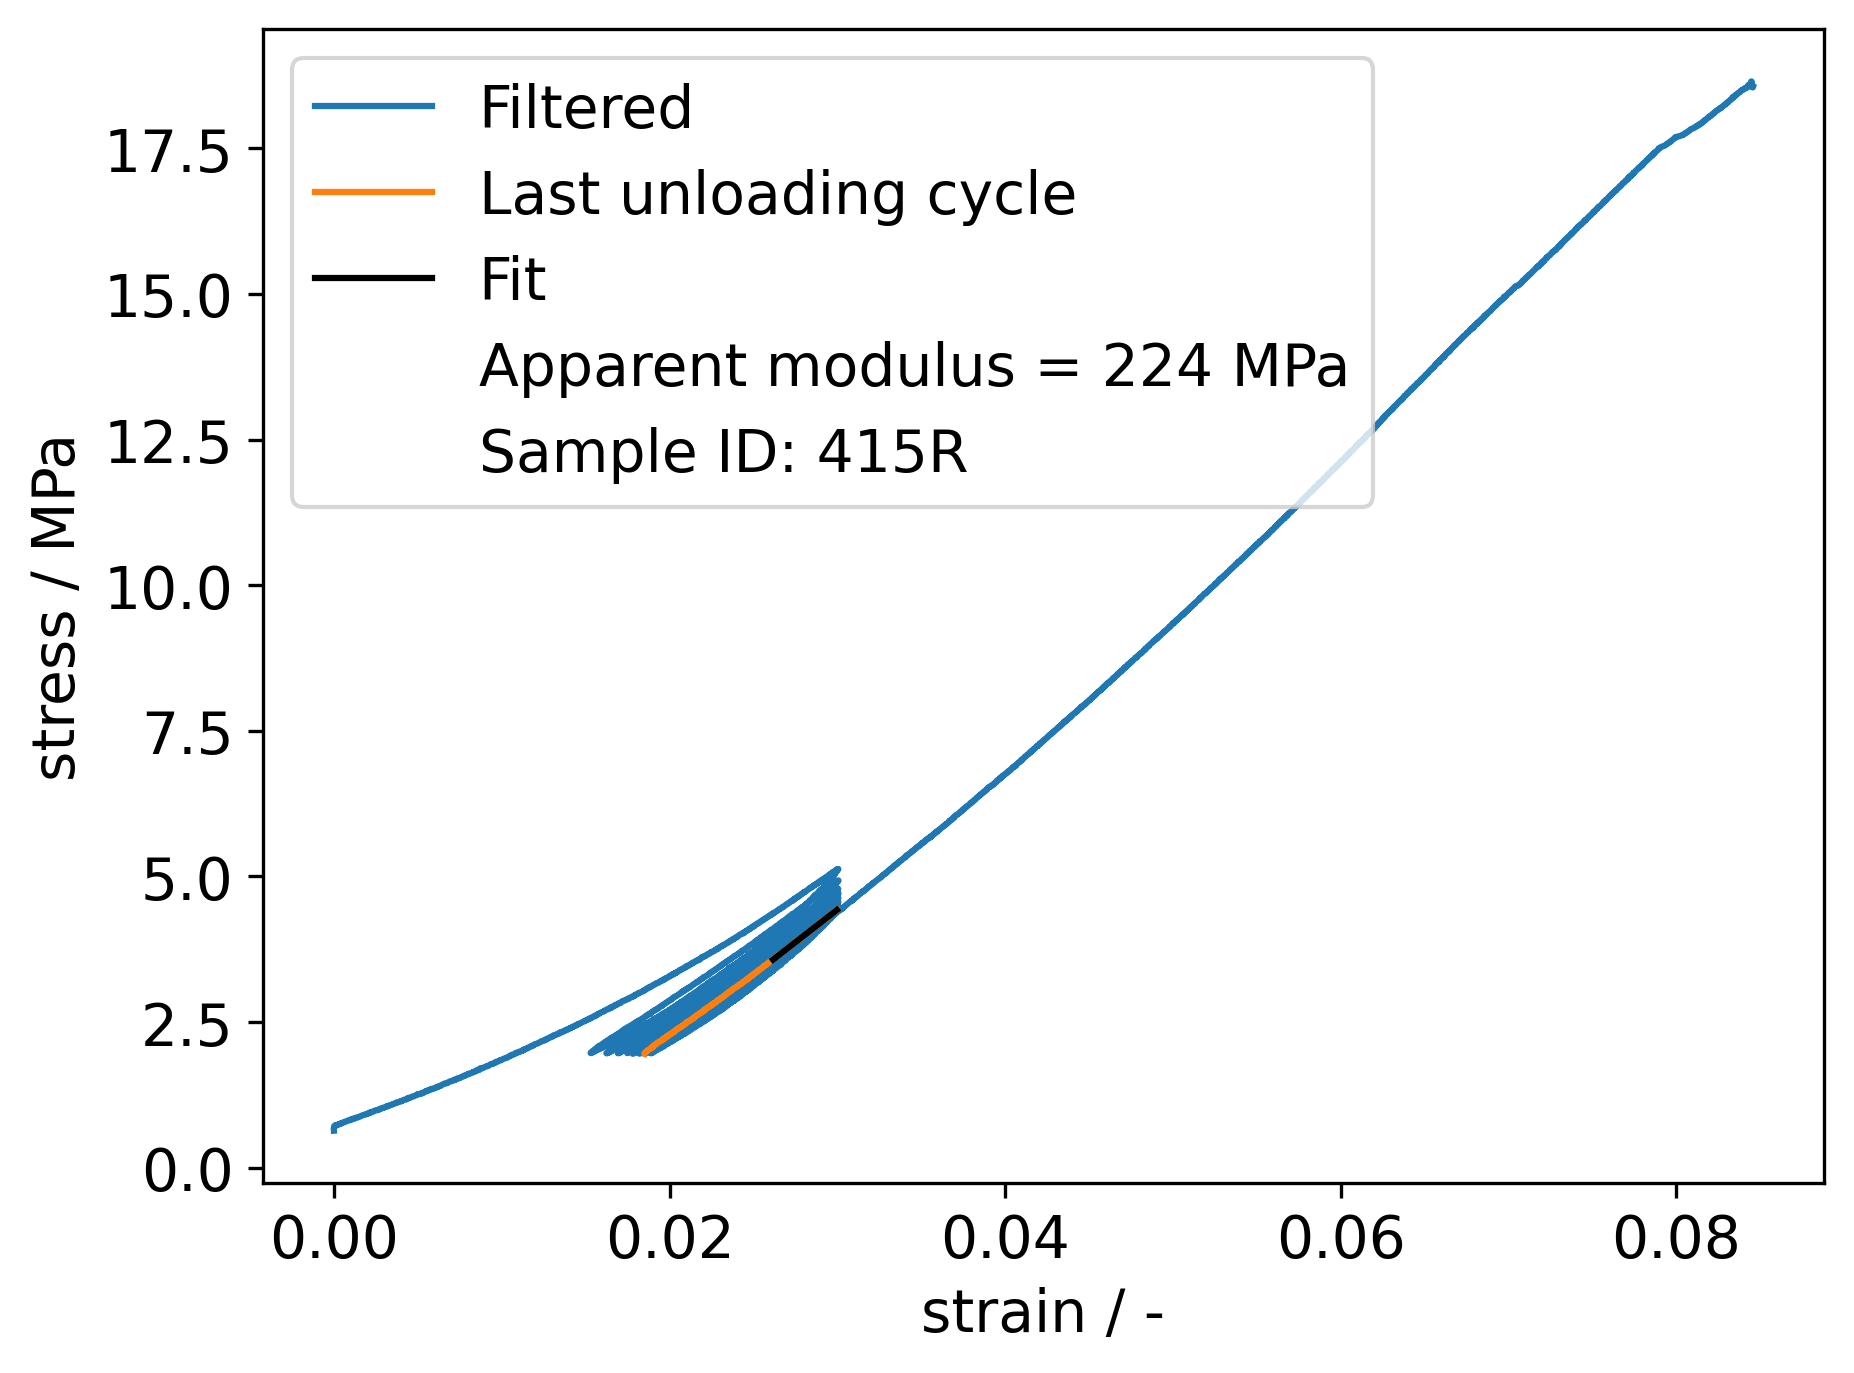 Filtered
Last unloading cycle
Fit
Apparent modulus = 224 MPa
Sample ID: 415R
stress / MPa
17.5
15.0
12.5
10.0
7.5
5.0
2.5
0.0
0.00 0.02 0.04 0.06 0.08
strain / -